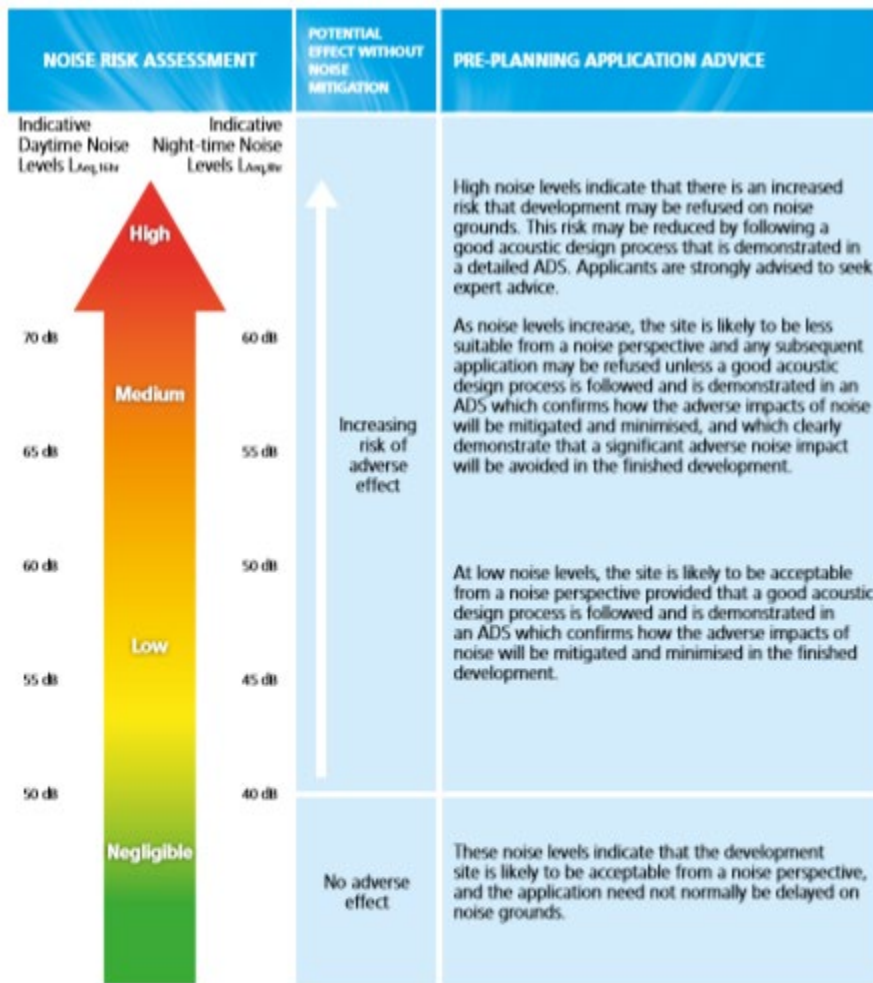 NOISE RISK ASSESSMENT
POTENTIAL
EFFECT WITHOUT
NOISE
MITIGATION
PRE-PLANNING APPLICATION ADVICE
Indicative
Daytime Noise
Levels LAeq,16hr
Indicative
Night-time Noise
Levels LAeq,8hr
High
70 dB
60 dB
Medium
65 dB
55 dB
60 dB
50 dB
Low
55 dB
45 dB
50 dB
40 dB
Negligible
Increasing
risk of
adverse
effect
No adverse
effect
High noise levels indicate that there is an increased
risk that development may be refused on noise
grounds. This risk may be reduced by following a
good acoustic design process that is demonstrated in
a detailed ADS. Applicants are strongly advised to seek
expert advice.
As noise levels increase, the site is likely to be less
suitable from a noise perspective and any subsequent
application may be refused unless a good acoustic
design process is followed and is demonstrated in an
ADS which confirms how the adverse impacts of noise
will be mitigated and minimised, and which clearly
demonstrate that a significant adverse noise impact
will be avoided in the finished development.
At low noise levels, the site is likely to be acceptable
from a noise perspective provided that a good acoustic
design process is followed and is demonstrated in
an ADS which confirms how the adverse impacts of
noise will be mitigated and minimised in the finished
development.
These noise levels indicate that the development
site is likely to be acceptable from a noise perspective,
and the application need not normally be delayed on
noise grounds.